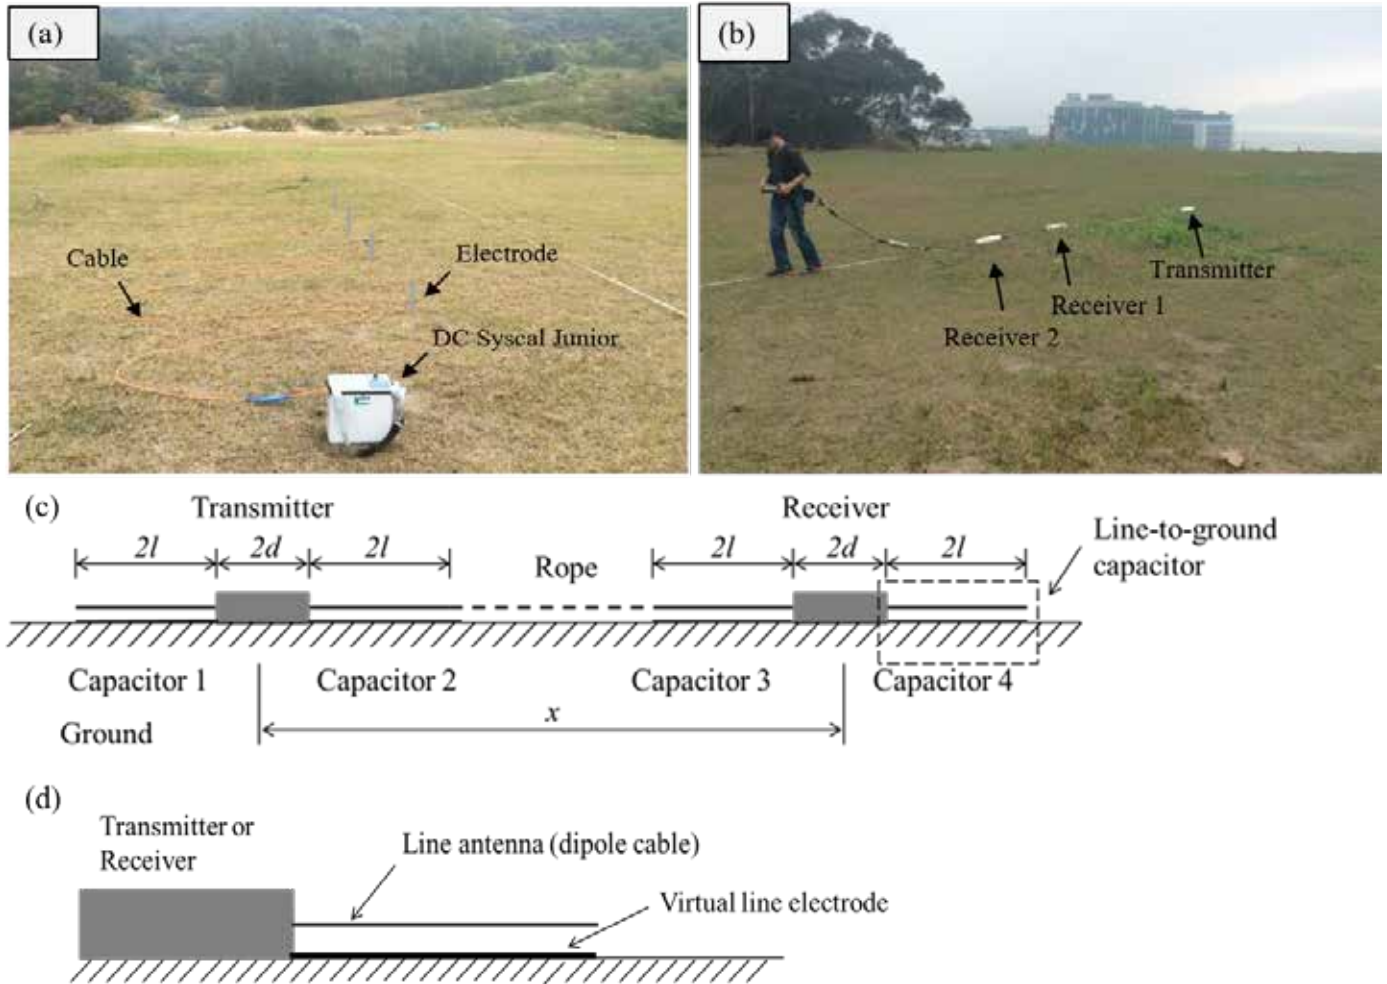 (a)
Cable
Electrode
DC Syscal Junior
(b)
Transmitter
Receiver 1
Receiver 2
(c)
Transmitter
Receiver
2l
2d
2l
Rope
2l
2d
2l
Line-to-ground
capacitor
Capacitor 1
Capacitor 2
Capacitor 3
Capacitor 4
x
Ground
(d)
Transmitter or
Receiver
Line antenna (dipole cable)
Virtual line electrode